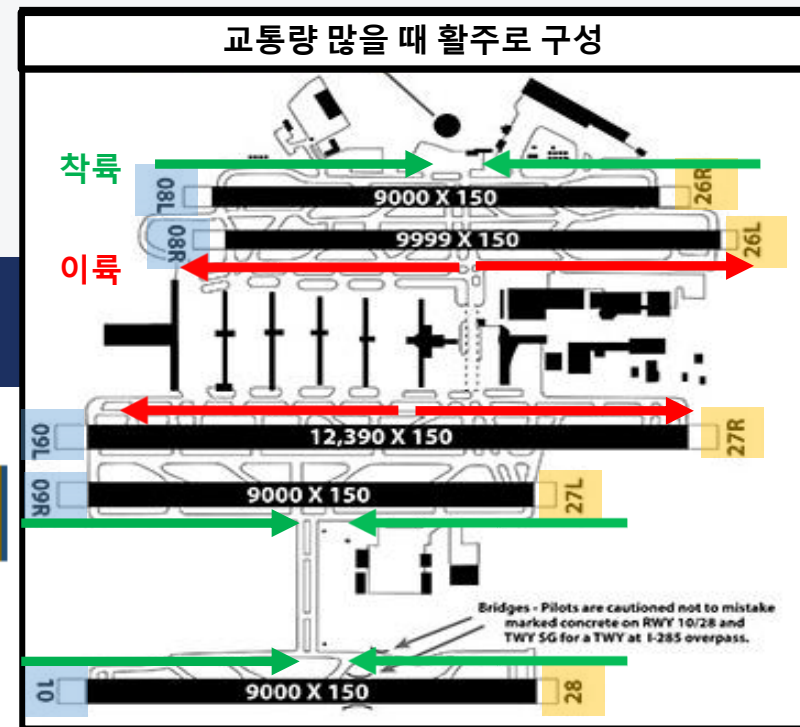 교통량 많을 때 활주로 구성
착륙
08L
9000 X 150
26R
08R
9999 X 150
26L
이륙
09L
12,390 X 150
27R
09R
9000 X 150
27L
Bridges - Pilots are cautioned not to mistake
marked concrete on RWY 10/28 and
TWY SG for a TWY at I-285 overpass.
10
9000 X 150
28